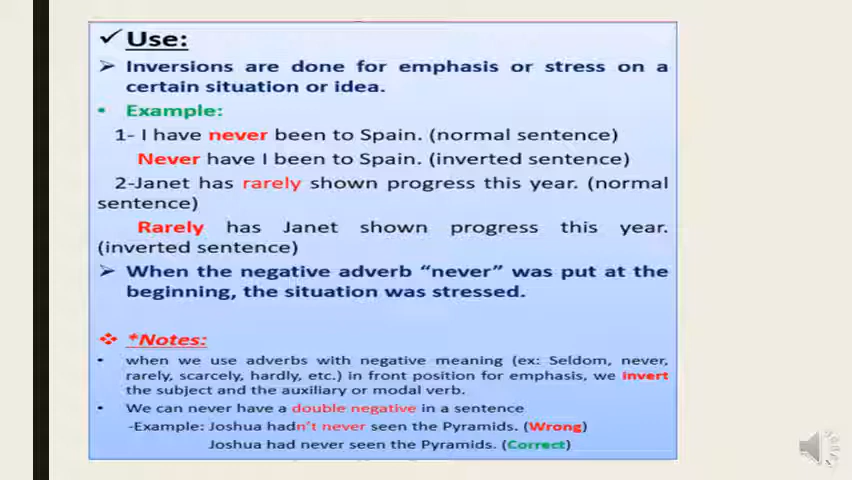 ✓ Use:
➢ Inversions are done for emphasis or stress on a
certain situation or idea.
• Example:
1- I have never been to Spain. (normal sentence)
Never have I been to Spain. (inverted sentence)
2-Janet has rarely shown progress this year. (normal
sentence)
Rarely has Janet shown progress this year.
(inverted sentence)
➢ When the negative adverb “never” was put at the
beginning, the situation was stressed.
❖ *Notes:
• when we use adverbs with negative meaning (ex: Seldom, never,
rarely, scarcely, hardly, etc.) in front position for emphasis, we invert
the subject and the auxiliary or modal verb.
• We can never have a double negative in a sentence
-Example: Joshua hadn't never seen the Pyramids. (Wrong)
Joshua had never seen the Pyramids. (Correct)